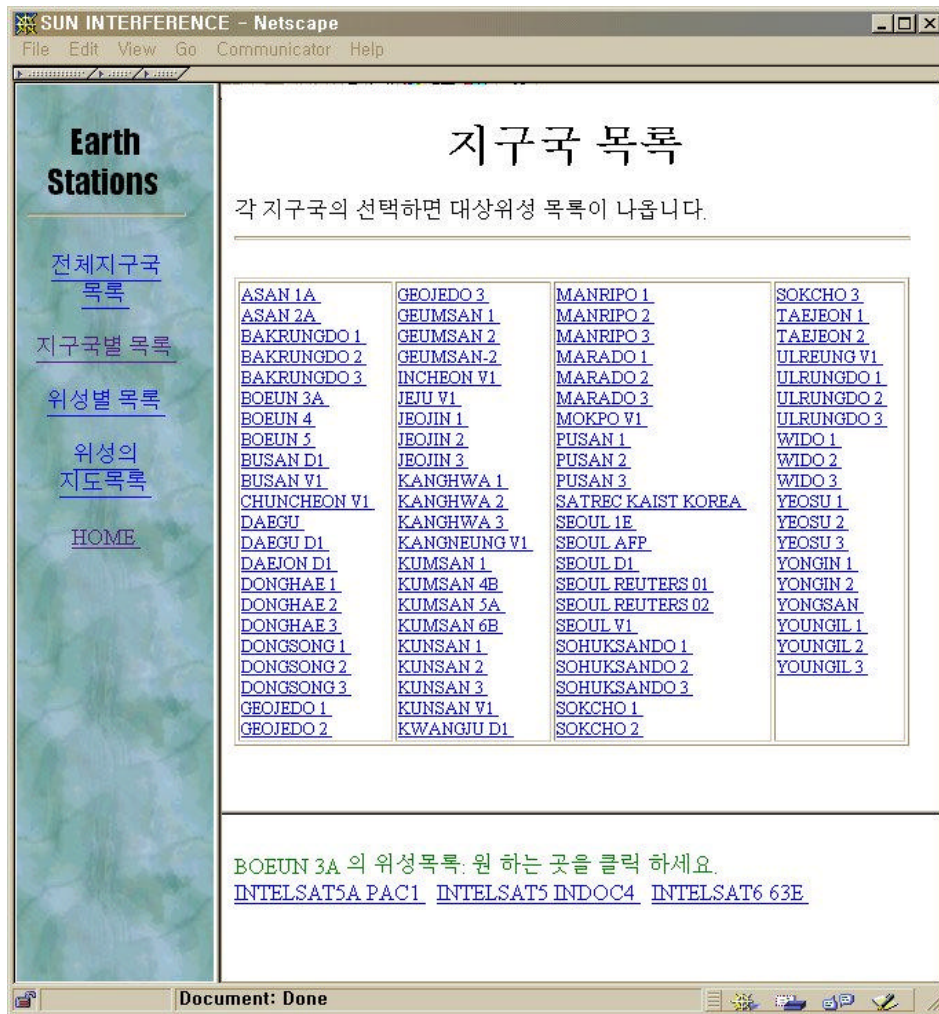 SUN INTERFERENCE - Netscape
File Edit View Go Communicator Help
Earth
Stations
전체지구국
목록
지구국별 목록
위성별 목록
위성의
지도목록
HOME
지구국 목록
각 지구국의 선택하면 대상위성 목록이 나옵니다.
ASAN 1A
ASAN 2A
BAKRUNGDO 1
BAKRUNGDO 2
BAKRUNGDO 3
BOEUN 3A
BOEUN 4
BOEUN 5
BUSAN D1
BUSAN V1
CHUNCHEON V1
DAEGU
DAEGU D1
DAEJON D1
DONGHAE 1
DONGHAE 2
DONGHAE 3
DONGSONG 1
DONGSONG 2
DONGSONG 3
GEOJEDO 1
GEOJEDO 2
GEOJEDO 3
GEUMSAN 1
GEUMSAN 2
GEUMSAN-2
INCHEON V1
JEJU V1
JEOJIN 1
JEOJIN 2
JEOJIN 3
KANGHWA 1
KANGHWA 2
KANGHWA 3
KANGNEUNG V1
KUMSAN 1
KUMSAN 4B
KUMSAN 5A
KUMSAN 6B
KUNSAN 1
KUNSAN 2
KUNSAN 3
KUNSAN V1
KWANGJU D1
MANRIPO 1
MANRIPO 2
MANRIPO 3
MARADO 1
MARADO 2
MARADO 3
MOKPO V1
PUSAN 1
PUSAN 2
PUSAN 3
SATREC KAIST KOREA
SEOUL 1E
SEOUL AFP
SEOUL D1
SEOUL REUTERS 01
SEOUL REUTERS 02
SEOUL V1
SOHUKSANDO 1
SOHUKSANDO 2
SOHUKSANDO 3
SOKCHO 1
SOKCHO 2
SOKCHO 3
TAEJEON 1
TAEJEON 2
ULREUNG V1
ULRUNGDO 1
ULRUNGDO 2
ULRUNGDO 3
WIDO 1
WIDO 2
WIDO 3
YEOSU 1
YEOSU 2
YEOSU 3
YONGIN 1
YONGIN 2
YONGSAN
YOUNGIL 1
YOUNGIL 2
YOUNGIL 3
BOEUN 3A 의 위성목록: 원 하는 곳을 클릭 하세요.
INTELSAT5A PAC1 INTELSAT5 INDOC4 INTELSAT6 63E
Document: Done